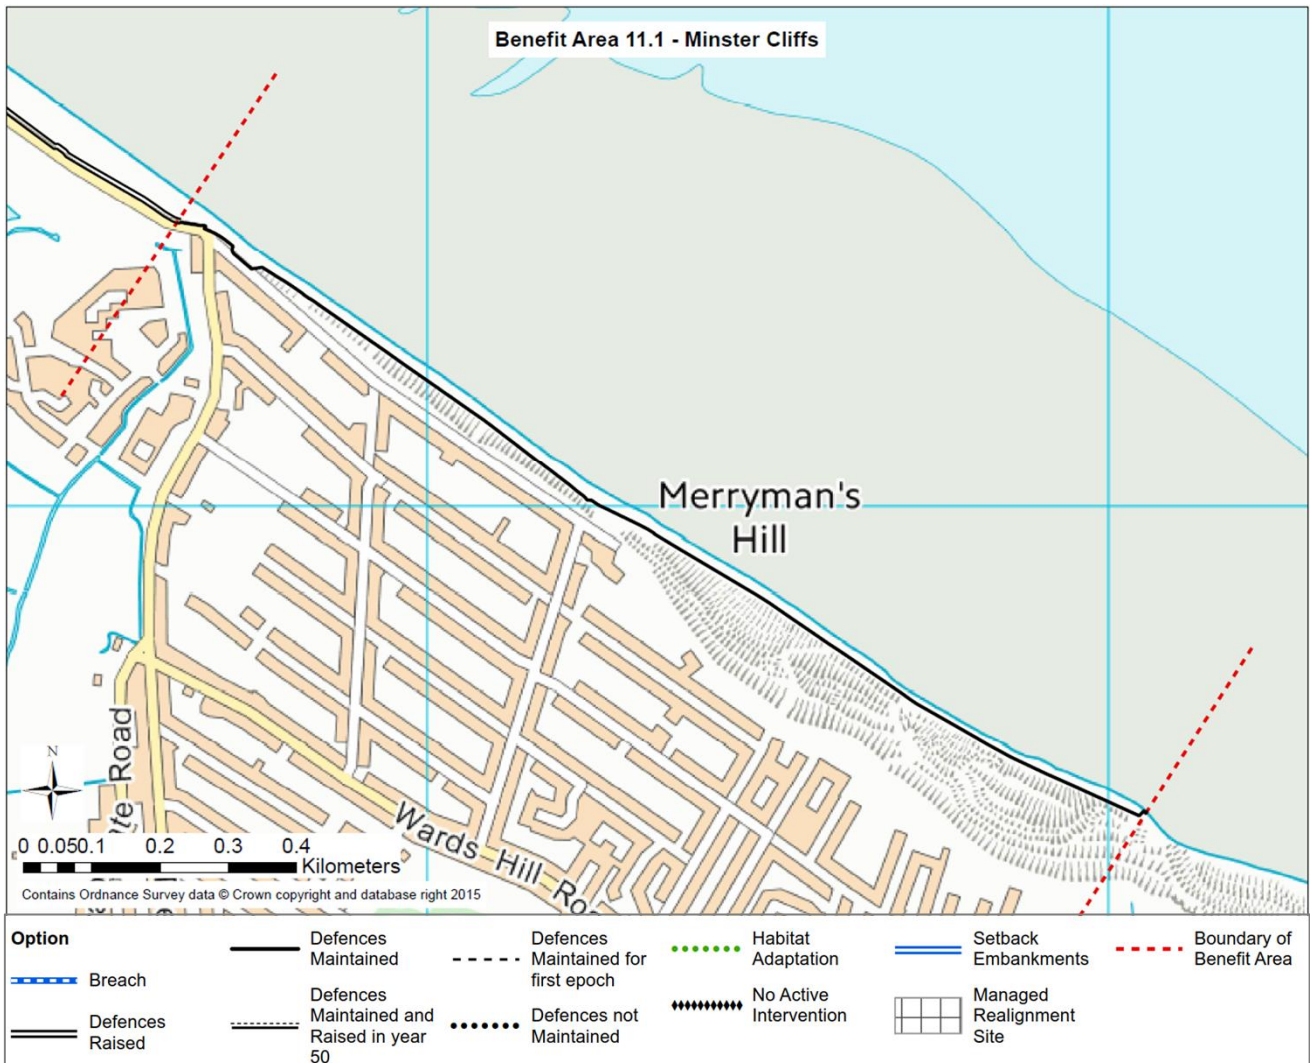 Benefit Area 11.1 - Minster Cliffs
Merryman's
Hill
N
ate Road
Wards Hill Roa
0 0.050.1 0.2 0.3 0.4
Kilometers
Contains Ordnance Survey data © Crown copyright and database right 2015
Option
Breach
Defences
Raised
Defences
Maintained
Defences
Maintained and
Raised in year
50
Defences
Maintained for
first epoch
Defences not
Maintained
Habitat
Adaptation
No Active
Intervention
Setback
Embankments
Managed
Realignment
Site
Boundary of
Benefit Area